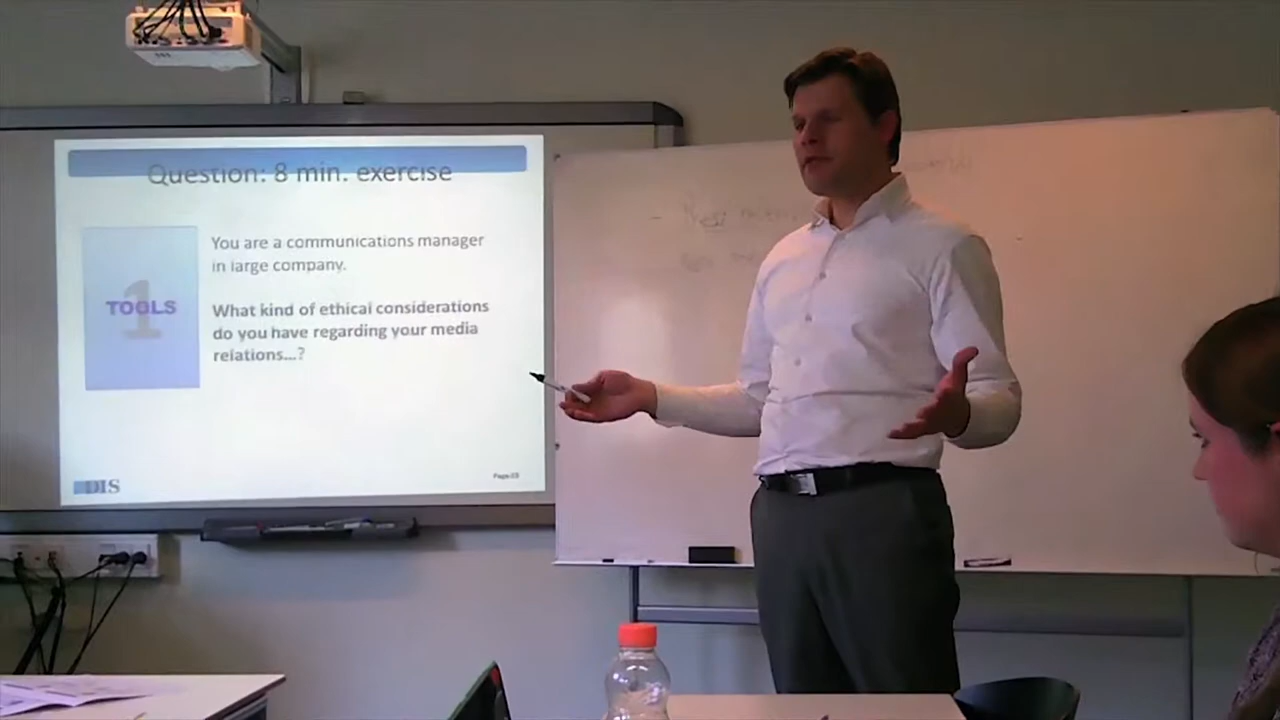 Question: 8 min. exercise
You are a communications manager
in large company.
1
TOOLS
What kind of ethical considerations
do you have regarding your media
relations...?
DIS